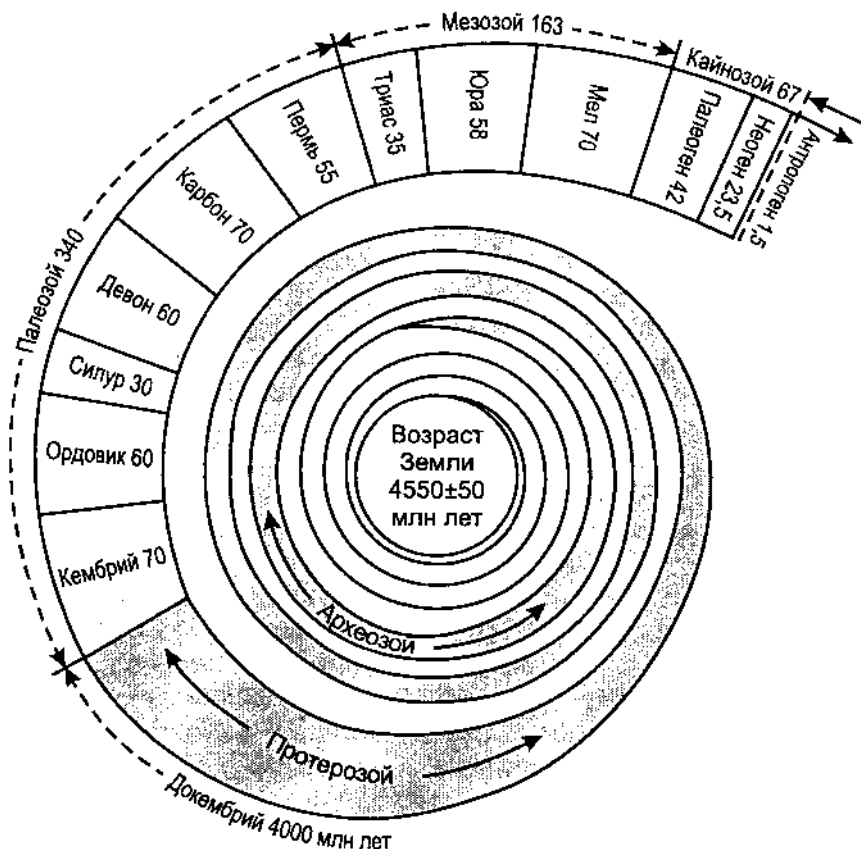 Мезозой 163
Кайнозой 67
Палеозой 340
Триас 35
Юра 58
Мел 70
Палеоген 42
Неоген 23,5
Антропоген 1,5
Пермь 55
Карбон 70
Девон 60
Силур 30
Ордовик 60
Кембрий 70
Возраст
Земли
4550±50
млн лет
Археозой
Протерозой
Докембрий 4000 млн лет